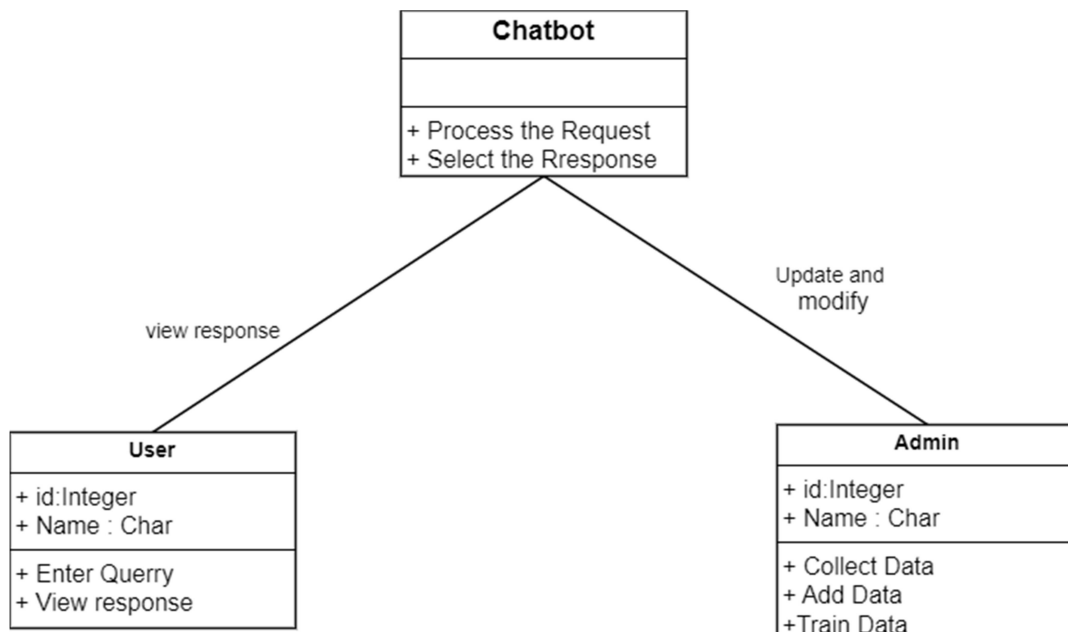 Chatbot
+ Process the Request
+ Select the Rresponse
Update and
modify
view response
User
+ id:Integer
+ Name : Char
+ Enter Querry
+ View response
Admin
+ id:Integer
+ Name : Char
+ Collect Data
+ Add Data
+Train Data